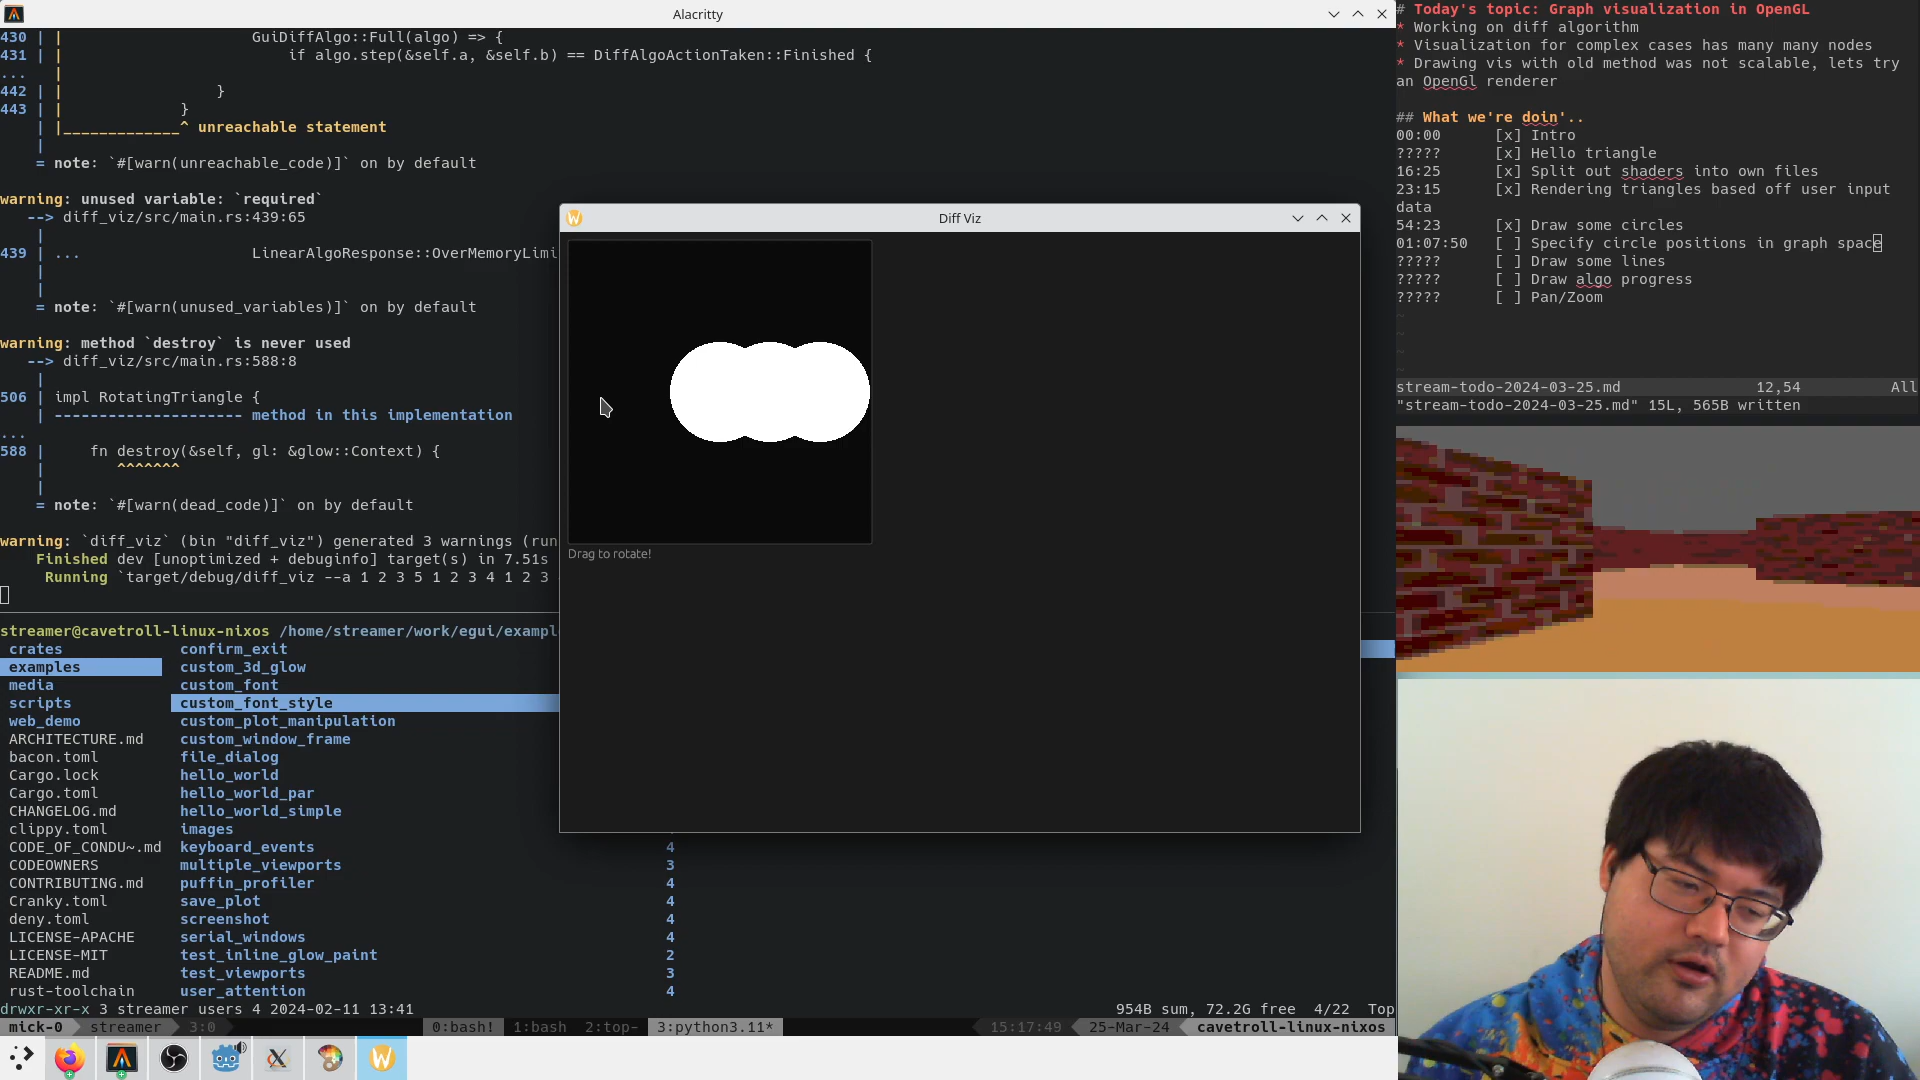 Alacritty
430 | |                     GuiDiffAlgo::Full(algo) => {
431 | |                         if algo.step(&self.a, &self.b) == DiffAlgoActionTaken::Finished {
...   |
442 | |                 }
443 | |             }
    | |_____________^ unreachable statement
    |
    = note: `#[warn(unreachable_code)]` on by default
warning: unused variable: `required`
   --> diff_viz/src/main.rs:439:65
    |
439 | ...                     LinearAlgoResponse::OverMemoryLimi
    |
    |
    = note: `#[warn(unused_variables)]` on by default
warning: method `destroy` is never used
   --> diff_viz/src/main.rs:588:8
    |
506 | impl RotatingTriangle {
    | --------------------- method in this implementation
...
588 |     fn destroy(&self, gl: &glow::Context) {
    |        ^^^^^^^
    |
    = note: `#[warn(dead_code)]` on by default
warning: `diff_viz` (bin "diff_viz") generated 3 warnings (run
    Finished dev [unoptimized + debuginfo] target(s) in 7.51s
     Running `target/debug/diff_viz --a 1 2 3 5 1 2 3 4 1 2 3
Diff Viz
Drag to rotate!
streamer@cavetroll-linux-nixos /home/streamer/work/egui/exampl
crates confirm_exit
examples custom_3d_glow
media custom_font
scripts custom_font_style
web_demo custom_plot_manipulation
ARCHITECTURE.md custom_window_frame
bacon.toml file_dialog
Cargo.lock hello_world
Cargo.toml hello_world_par
CHANGELOG.md hello_world_simple
clippy.toml images
CODE_OF_CONDU~.md keyboard_events 4
CODEOWNERS multiple_viewports 3
CONTRIBUTING.md puffin_profiler 4
Cranky.toml save_plot 4
deny.toml screenshot 4
LICENSE-APACHE serial_windows 4
LICENSE-MIT test_inline_glow_paint 2
README.md test_viewports 3
rust-toolchain user_attention 4
drwxr-xr-x 3 streamer users 4 2024-02-11 13:41 954B sum, 72.2G free 4/22 Top
mick-0 streamer 3:0 0:bash! 1:bash 2:top- 3:python3.11* 15:17:49 25-Mar-24 cavetroll-linux-nixos
# Today's topic: Graph visualization in OpenGL
* Working on diff algorithm
* Visualization for complex cases has many many nodes
* Drawing vis with old method was not scalable, lets try
an OpenGl renderer
## What we're doin'..
00:00 [x] Intro
????? [x] Hello triangle
16:25 [x] Split out shaders into own files
23:15 [x] Rendering triangles based off user input
data
54:23 [x] Draw some circles
01:07:50 [ ] Specify circle positions in graph space
????? [ ] Draw some lines
????? [ ] Draw algo progress
????? [ ] Pan/Zoom
~
~
~
stream-todo-2024-03-25.md 12,54 All
"stream-todo-2024-03-25.md" 15L, 565B written